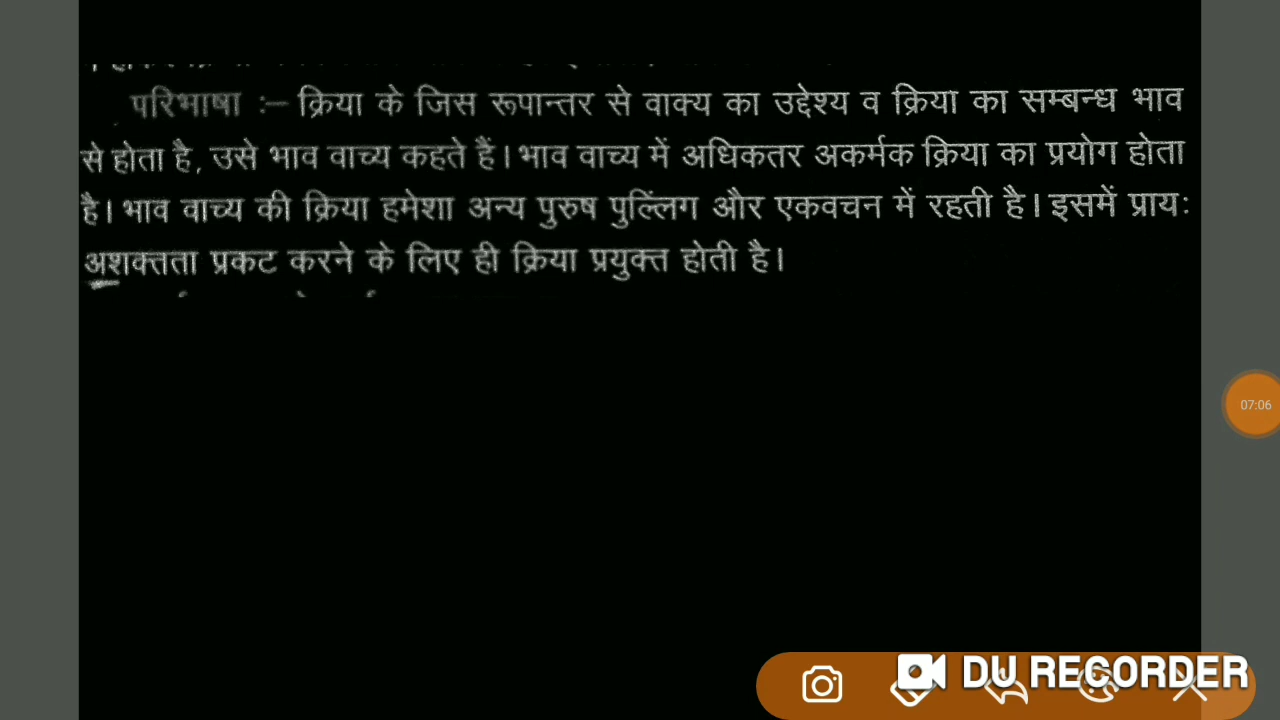 परिभाषा :— क्रिया के जिस रूपान्तर से वाक्य का उद्देश्य व क्रिया का सम्बन्ध भाव
से होता है, उसे भाव वाच्य कहते हैं। भाव वाच्य में अधिकतर अकर्मक क्रिया का प्रयोग होता
है। भाव वाच्य की क्रिया हमेशा अन्य पुरुष पुल्लिंग और एकवचन में रहती है। इसमें प्रायः
अशक्तता प्रकट करने के लिए ही क्रिया प्रयुक्त होती है।
07:06
DU RECORDER